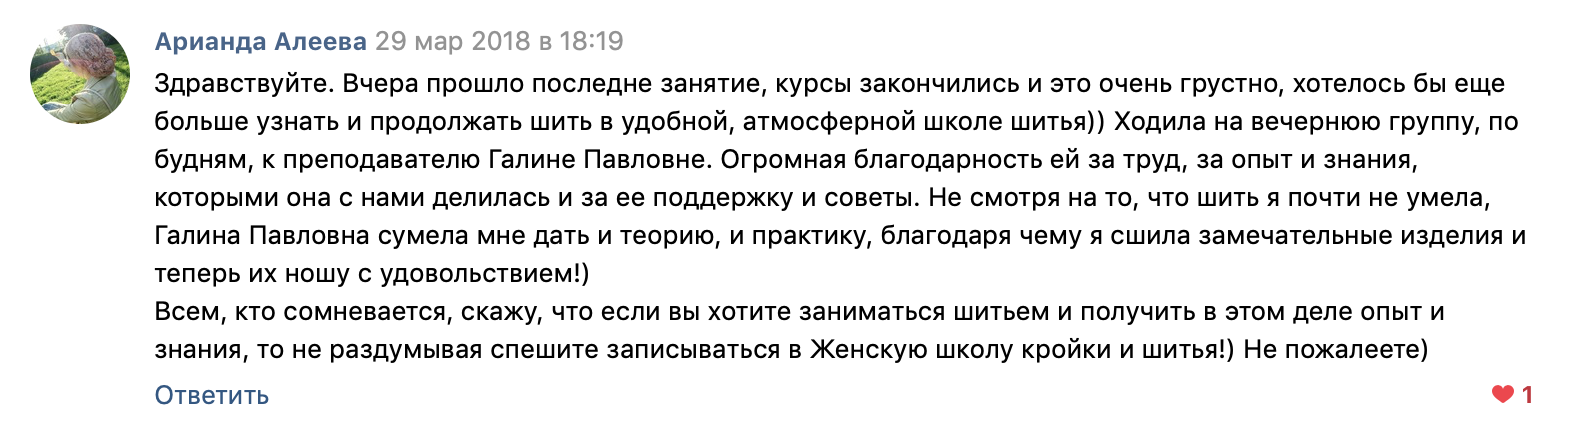 Арианда Алеева 29 мар 2018 в 18:19
Здравствуйте. Вчера прошло последне занятие, курсы закончились и это очень грустно, хотелось бы еще
больше узнать и продолжать шить в удобной, атмосферной школе шитья)) Ходила на вечернюю группу, по
будням, к преподавателю Галине Павловне. Огромная благодарность ей за труд, за опыт и знания,
которыми она с нами делилась и за ее поддержку и советы. Не смотря на то, что шить я почти не умела,
Галина Павловна сумела мне дать и теорию, и практику, благодаря чему я сшила замечательные изделия и
теперь их ношу с удовольствием!)
Всем, кто сомневается, скажу, что если вы хотите заниматься шитьем и получить в этом деле опыт и
знания, то не раздумывая спешите записываться в Женскую школу кройки и шитья!) Не пожалеете)
Ответить 1